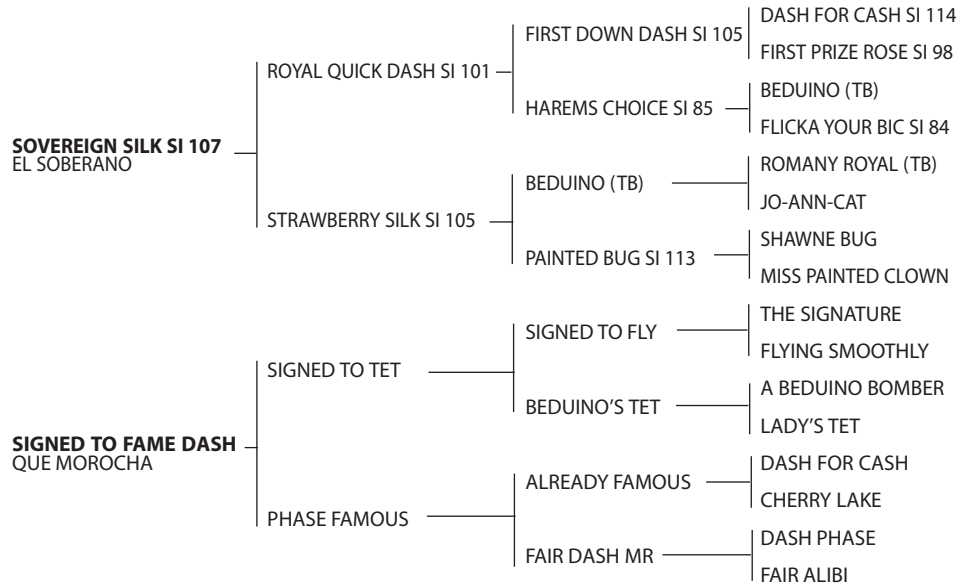 DASH FOR CASH SI 114
FIRST DOWN DASH SI 105
FIRST PRIZE ROSE SI 98
ROYAL QUICK DASH SI 101
BEDUINO (TB)
HAREMS CHOICE SI 85
FLICKA YOUR BIC SI 84
SOVEREIGN SILK SI 107
EL SOBERANO
ROMANY ROYAL (TB)
BEDUINO (TB)
JO-ANN-CAT
STRAWBERRY SILK SI 105
SHAWNE BUG
PAINTED BUG SI 113
MISS PAINTED CLOWN
THE SIGNATURE
SIGNED TO FLY
FLYING SMOOTHLY
SIGNED TO TET
A BEDUINO BOMBER
BEDUINO’S TET
LADY’S TET
SIGNED TO FAME DASH
QUE MOROCHA
DASH FOR CASH
ALREADY FAMOUS
CHERRY LAKE
PHASE FAMOUS
DASH PHASE
FAIR DASH MR
FAIR ALIBI